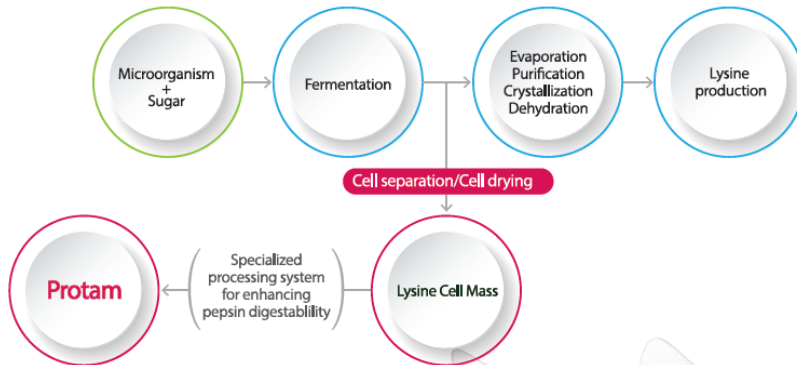 Microorganism
+
Sugar
Fermentation
Evaporation
Purification
Crystallization
Dehydration
Lysine
production
Cell separation/Cell drying
Protam
Specialized
processing system
for enhancing
pepsin digestability
Lysine Cell Mass